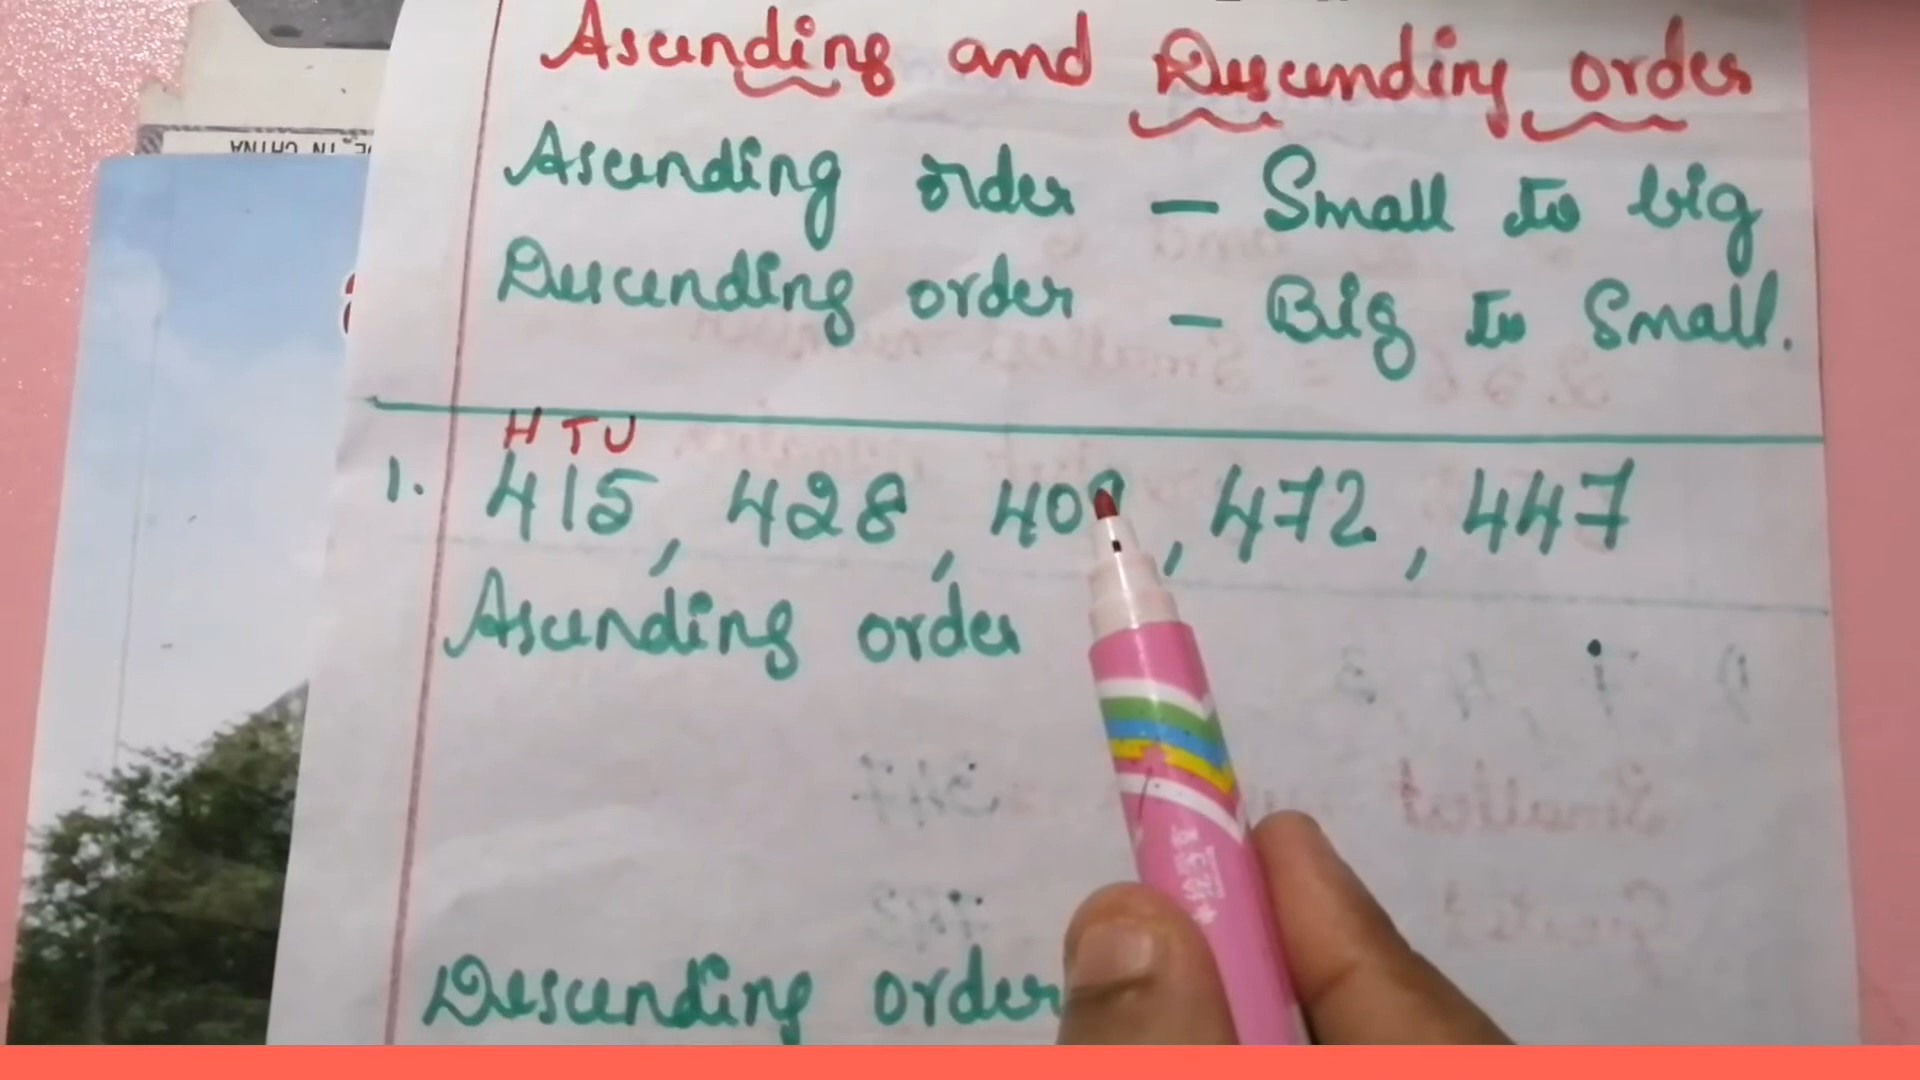 Ascending and Descending order
Ascending order – Small to big
Descending order – Big to Small.
H T U
1. 415, 428, 409, 472, 447
Ascending order
Descending order